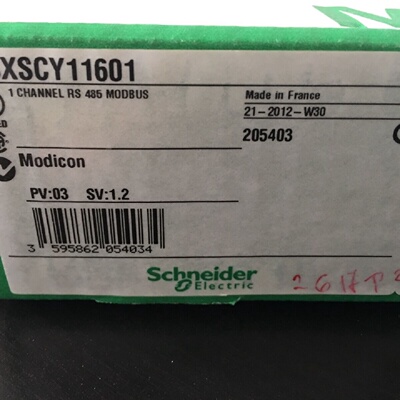 XSCY11601
1 CHANNEL RS 485 MODBUS
Made in France
21-2012-W30
205403
Modicon
PV:03 SV:1.2
3 595862 054034
Schneider
Electric